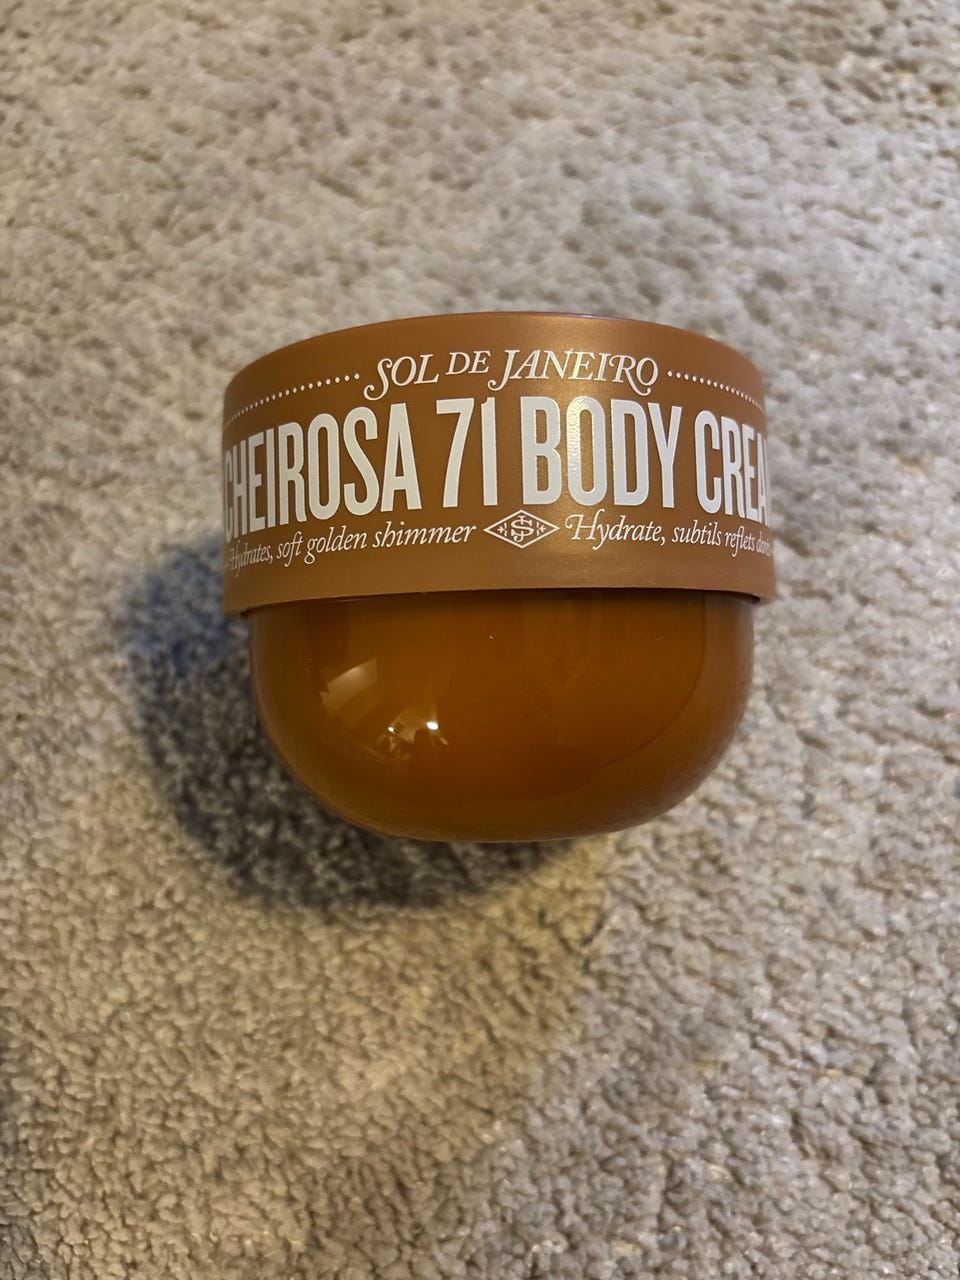 SOL DE JANEIRO
CHEIROSA 71 BODY CREA
Hydrates, soft golden shimmer Hydrate, subtils reflets